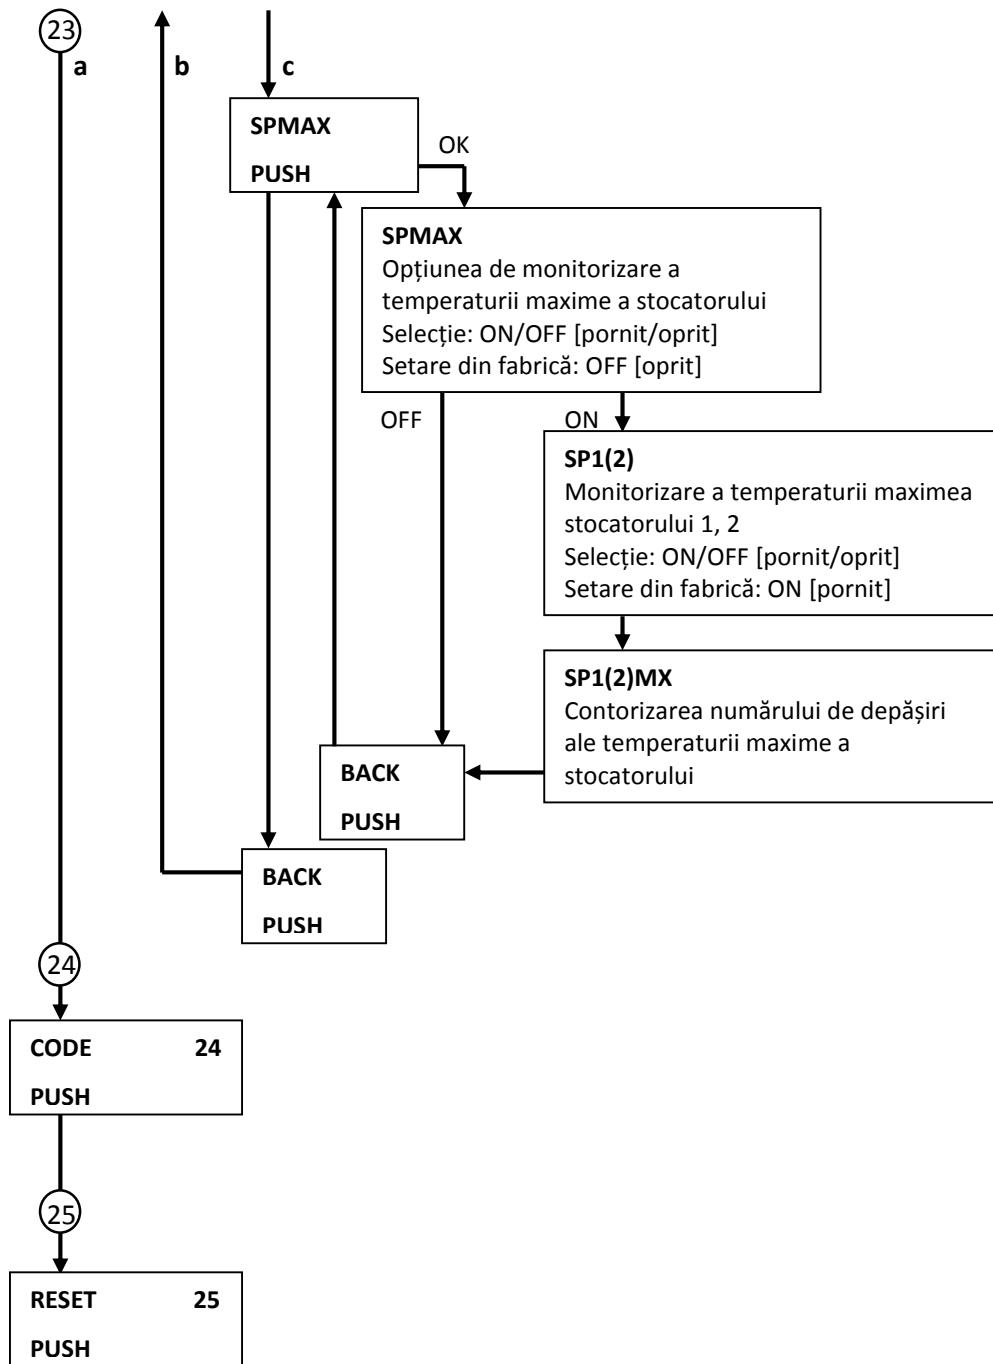 23
a b c
SPMAX
PUSH
OK
SPMAX
Opțiunea de monitorizare a
temperaturii maxime a stocatorului
Selecție: ON/OFF [pornit/oprit]
Setare din fabrică: OFF [oprit]
OFF
ON
SP1(2)
Monitorizare a temperaturii maximea
stocatorului 1, 2
Selecție: ON/OFF [pornit/oprit]
Setare din fabrică: ON [pornit]
SP1(2)MX
Contorizarea numărului de depășiri
ale temperaturii maxime a
stocatorului
BACK
PUSH
BACK
PUSH
24
CODE 24
PUSH
25
RESET 25
PUSH